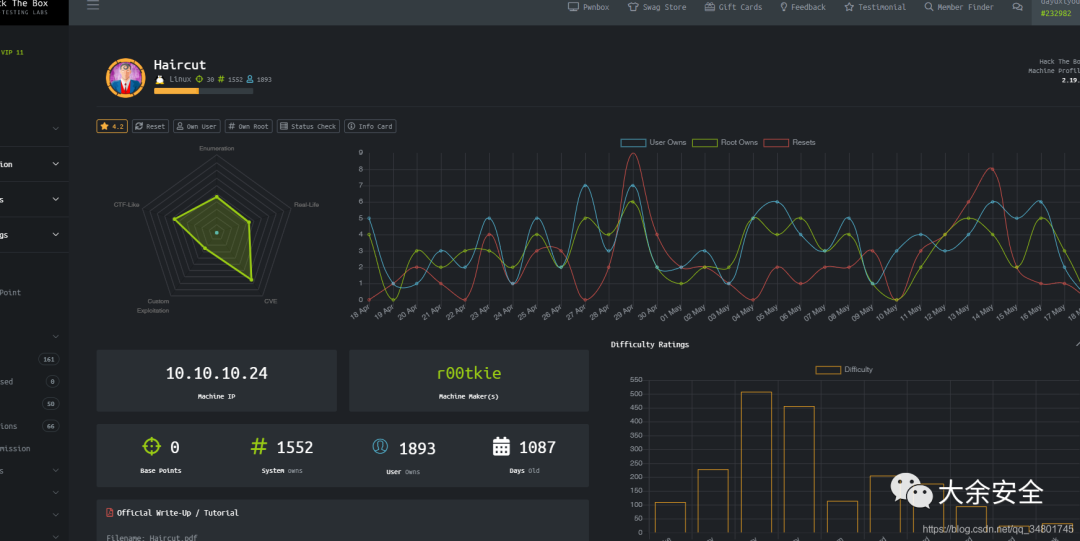 ck The Box
TESTING LABS
Pwnbox
Swag Store
Gift Cards
Feedback
Testimonial
Member Finder
#232982
VIP 11
Haircut
Linux 30 # 1552 1893
Hack The Bo
Machine Profil
2.19.
4.2
Reset
Own User
# Own Root
Status Check
Info Card
Enumeration
CTF-Like
Real-Life
Custom
Exploitation
CVE
User Owns
Root Owns
Resets
9
8
7
6
5
4
3
2
1
0
18 Apr
19 Apr
20 Apr
21 Apr
22 Apr
23 Apr
24 Apr
25 Apr
26 Apr
27 Apr
28 Apr
29 Apr
30 Apr
01 May
02 May
03 May
04 May
05 May
06 May
07 May
08 May
09 May
10 May
11 May
12 May
13 May
14 May
15 May
16 May
17 May
18
ion
s
gs
Point
161
sed
0
50
ions
66
mission
s
10.10.10.24
Machine IP
r00tkie
Machine Maker(s)
0
Base Points
# 1552
System owns
1893
User Owns
1087
Days Old
Official Write-Up / Tutorial
Filename: Haircut.pdf
Difficulty Ratings
Difficulty
550
500
450
400
350
300
250
200
150
100
50
0
大余安全
https://blog.csdn.net/qq_34801745